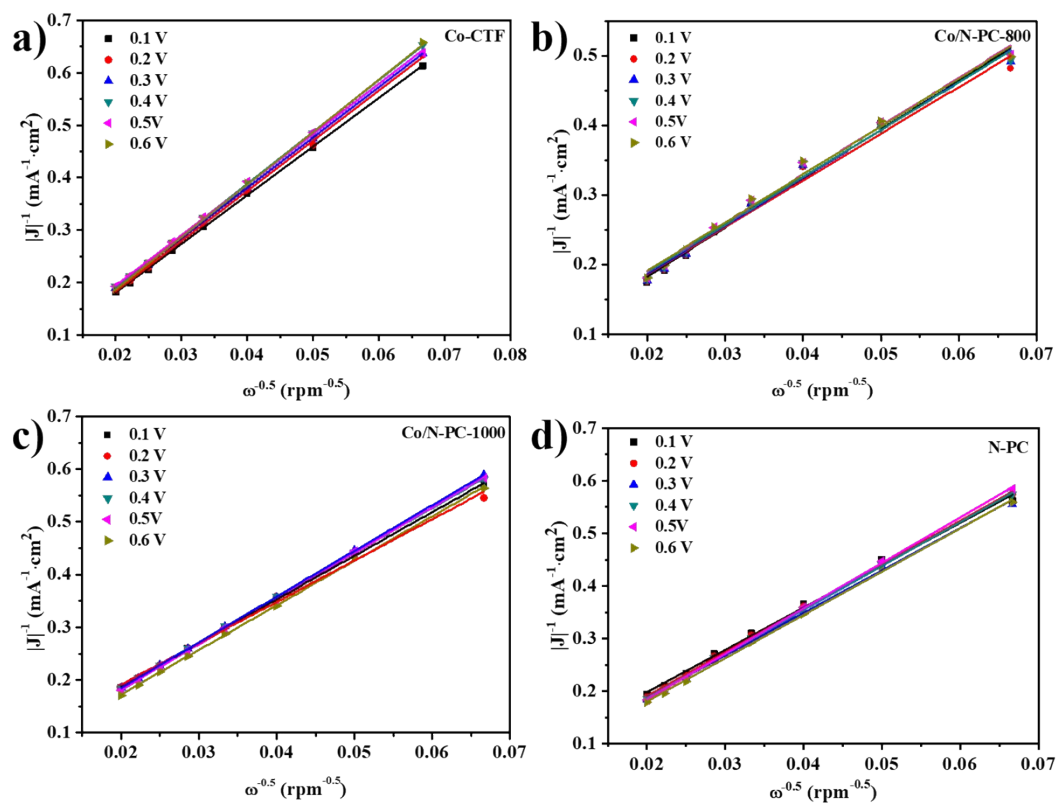 a)
Co-CTF
0.1 V
0.2 V
0.3 V
0.4 V
0.5V
0.6 V
0.7
0.6
0.5
0.4
0.3
0.2
0.1
|J|⁻¹ (mA⁻¹·cm²)
0.02 0.03 0.04 0.05 0.06 0.07 0.08
ω⁻⁰·⁵ (rpm⁻⁰·⁵)
b)
Co/N-PC-800
0.1 V
0.2 V
0.3 V
0.4 V
0.5V
0.6 V
0.5
0.4
0.3
0.2
0.1
|J|⁻¹ (mA⁻¹·cm²)
0.02 0.03 0.04 0.05 0.06 0.07
ω⁻⁰·⁵ (rpm⁻⁰·⁵)
c)
Co/N-PC-1000
0.1 V
0.2 V
0.3 V
0.4 V
0.5V
0.6 V
0.7
0.6
0.5
0.4
0.3
0.2
0.1
|J|⁻¹ (mA⁻¹·cm²)
0.02 0.03 0.04 0.05 0.06 0.07
ω⁻⁰·⁵ (rpm⁻⁰·⁵)
d)
N-PC
0.1 V
0.2 V
0.3 V
0.4 V
0.5V
0.6 V
0.7
0.6
0.5
0.4
0.3
0.2
0.1
|J|⁻¹ (mA⁻¹·cm²)
0.02 0.03 0.04 0.05 0.06 0.07
ω⁻⁰·⁵ (rpm⁻⁰·⁵)